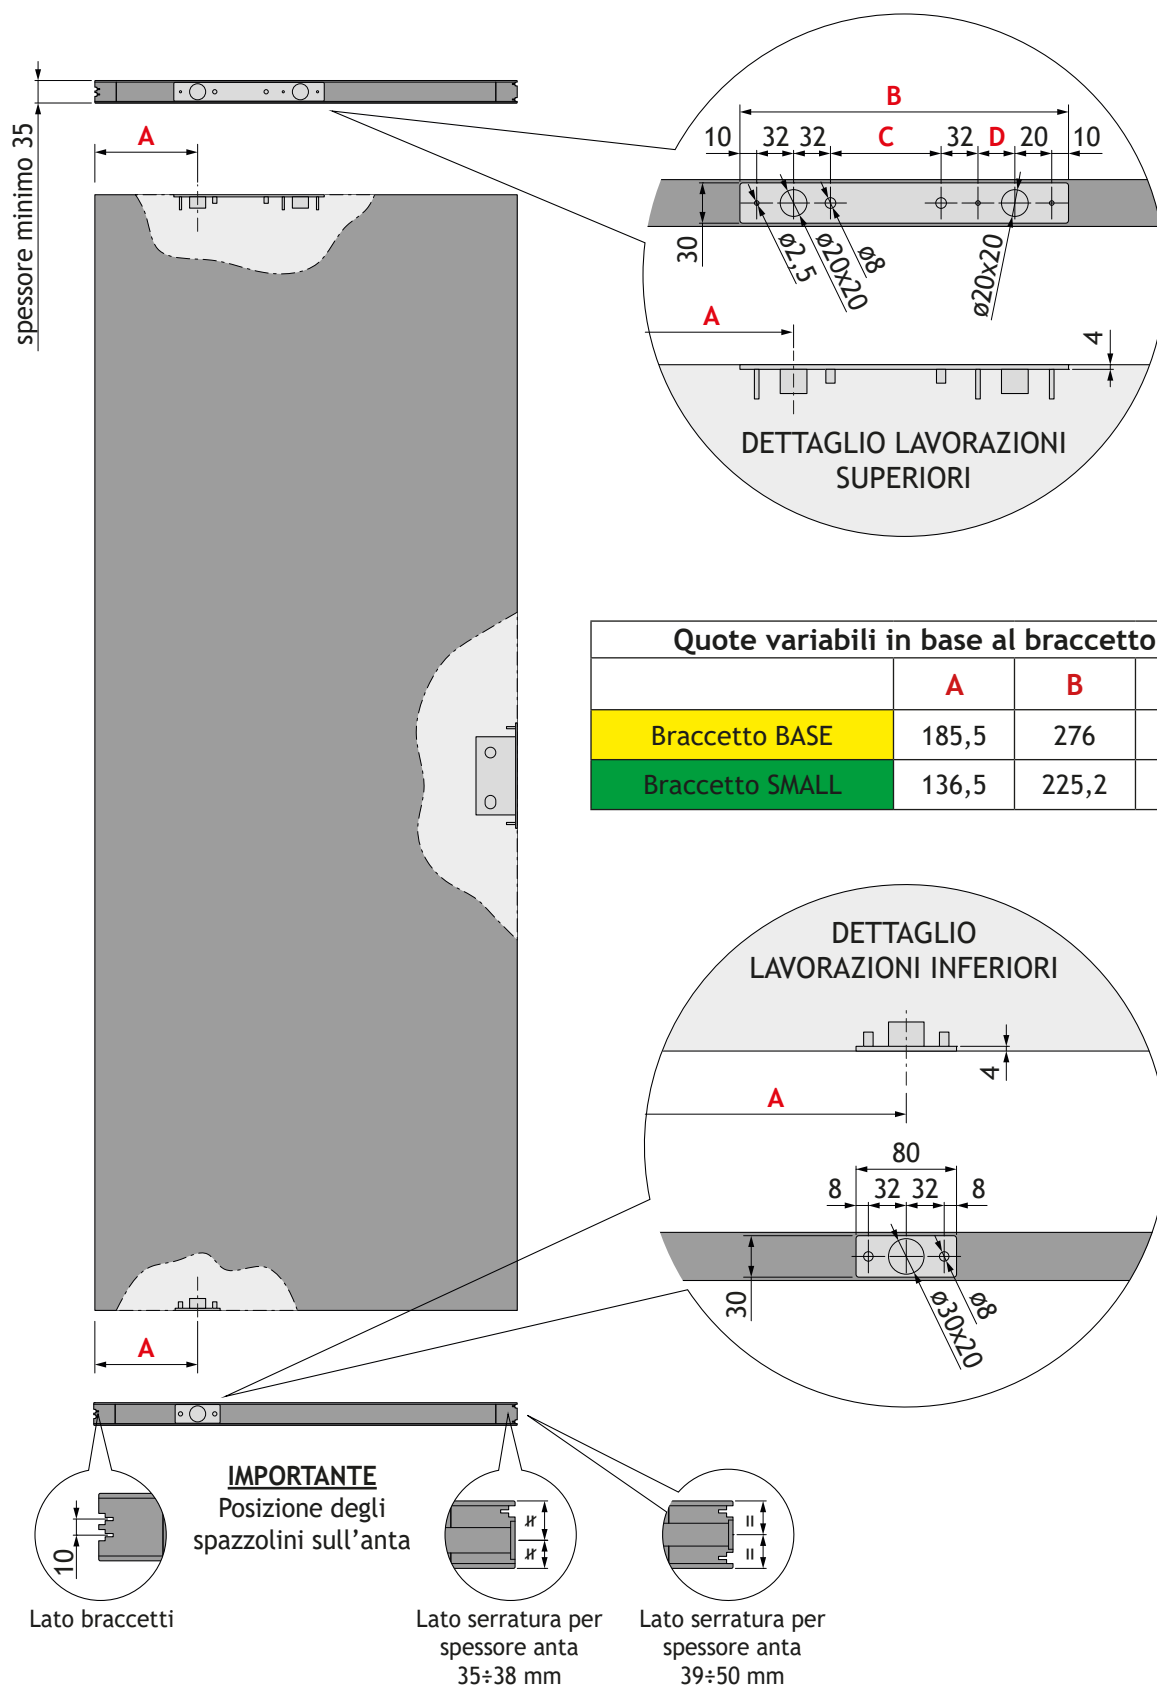 spessore minimo 35
A
B
10 32 32 C 32 D 20 10
30
ø2,5
ø20x20
ø8
ø20x20
A
4
DETTAGLIO LAVORAZIONI
SUPERIORI
Quote variabili in base al braccetto
A B
Braccetto BASE 185,5 276
Braccetto SMALL 136,5 225,2
DETTAGLIO
LAVORAZIONI INFERIORI
4
A
80
8 32 32 8
30
ø8
ø30x20
A
IMPORTANTE
Posizione degli
spazzolini sull'anta
10
Lato braccetti
Lato serratura per
spessore anta
35÷38 mm
Lato serratura per
spessore anta
39÷50 mm